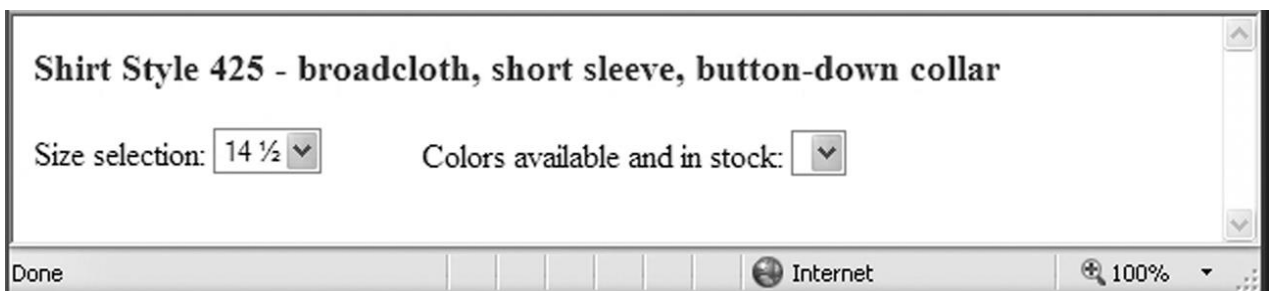 Shirt Style 425 - broadcloth, short sleeve, button-down collar
Size selection: 14 ½ Colors available and in stock:
Done Internet 100%